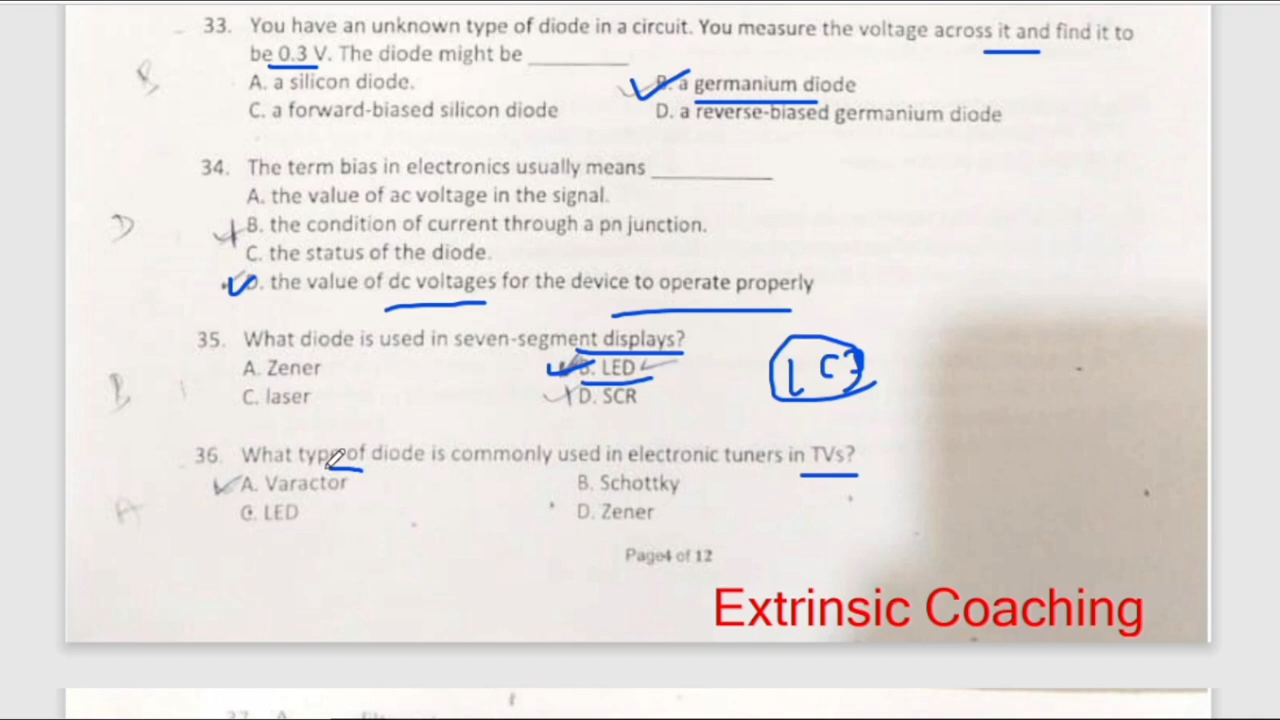 33. You have an unknown type of diode in a circuit. You measure the voltage across it and find it to
be 0.3 V. The diode might be __________
B
A. a silicon diode. B. a germanium diode
C. a forward-biased silicon diode D. a reverse-biased germanium diode
34. The term bias in electronics usually means ____________
A. the value of ac voltage in the signal.
D
B. the condition of current through a pn junction.
C. the status of the diode.
D. the value of dc voltages for the device to operate properly
35. What diode is used in seven-segment displays?
A. Zener B. LED
B
C. laser D. SCR
36. What type of diode is commonly used in electronic tuners in TVs?
A. Varactor B. Schottky
A
C. LED D. Zener
Page4 of 12
Extrinsic Coaching